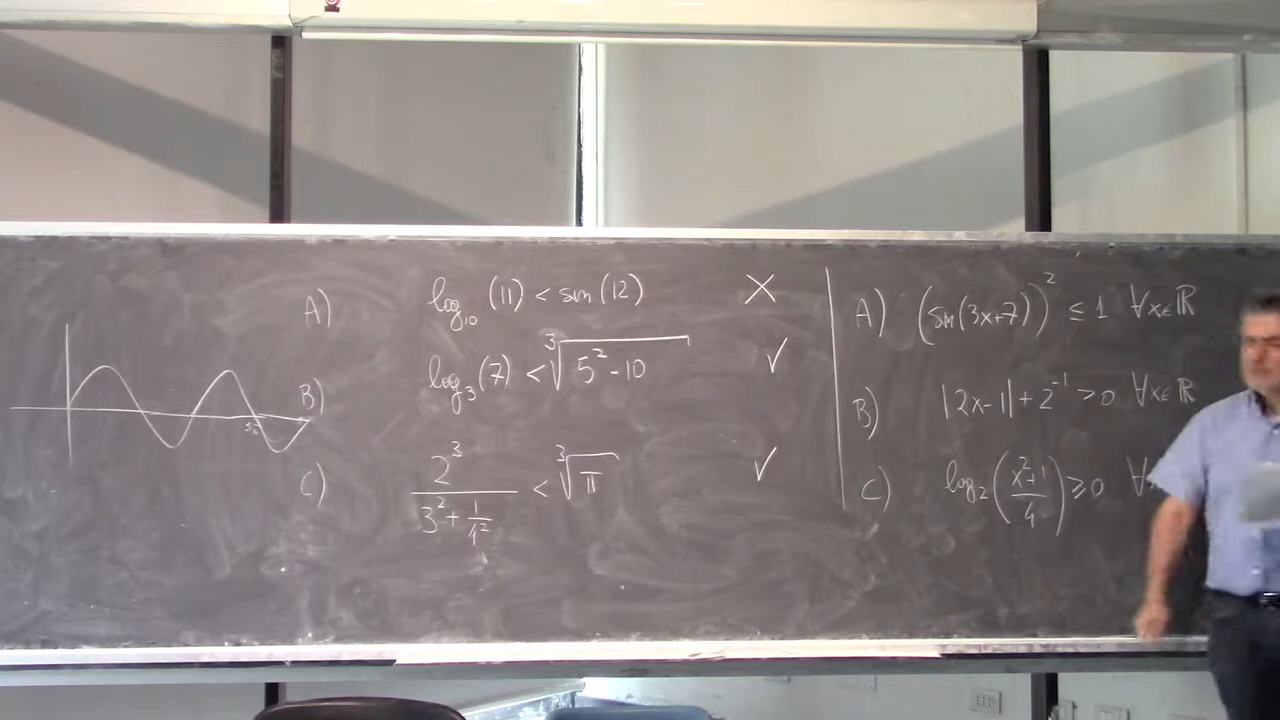 A) log₁₀(11) < sin(12) X
B) log₃(7) < ∛(5² - 10) ✓
C) 2³ / (3² + 1/4²) < ∛π ✓
A) (sin(3x+7))² ≤ 1 ∀x∈ℝ
B) |2x-1| + 2⁻¹ > 0 ∀x∈ℝ
C) log₂((x²+1)/4) ≥ 0 ∀